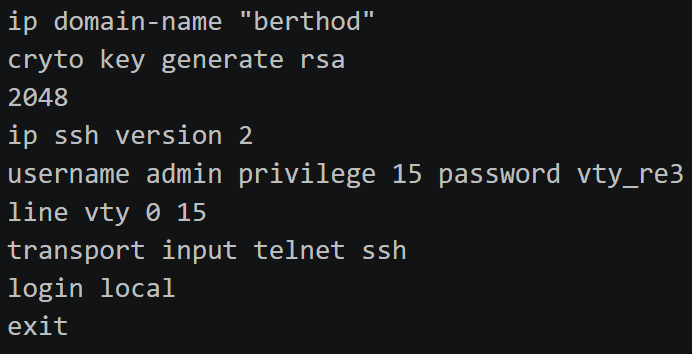 ip domain-name "berthod"
cryto key generate rsa
2048
ip ssh version 2
username admin privilege 15 password vty_re3
line vty 0 15
transport input telnet ssh
login local
exit